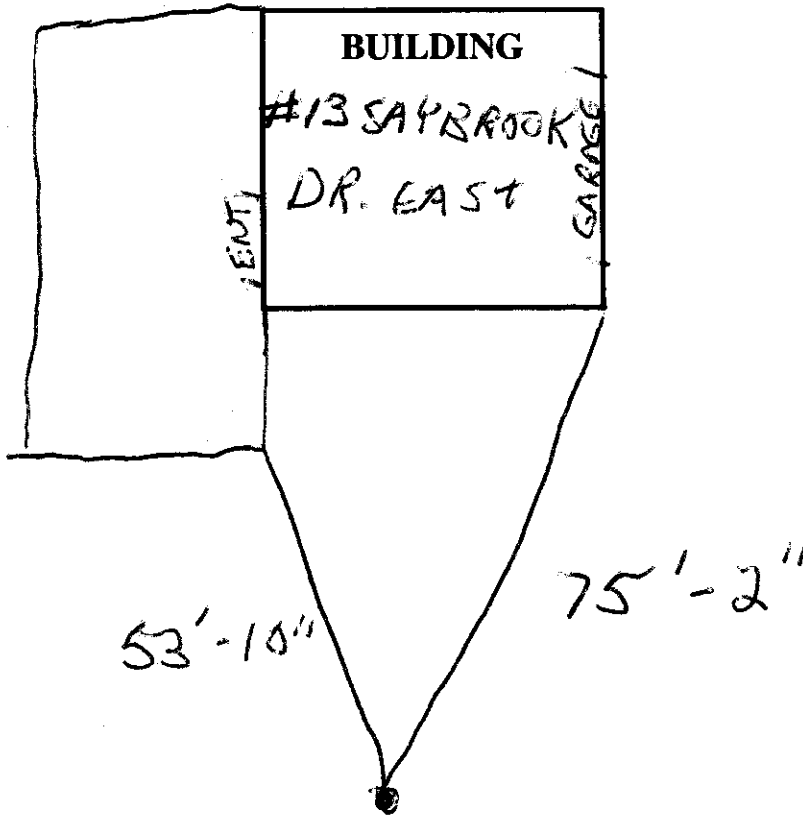 BUILDING
#13 SAYBROOK
DR. EAST
ENT
GARAGE
53'-10"
75'-2"